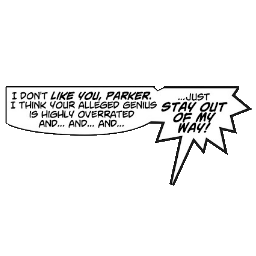 I DON'T LIKE YOU, PARKER.
I THINK YOUR ALLEGED GENIUS
IS HIGHLY OVERRATED
AND... AND... AND...
...JUST
STAY OUT
OF MY
WAY!